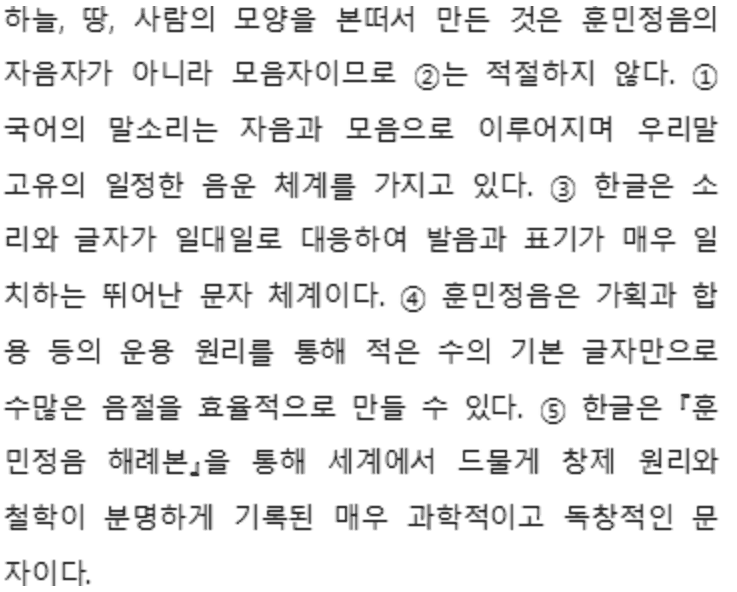 하늘, 땅, 사람의 모양을 본떠서 만든 것은 훈민정음의
자음자가 아니라 모음자이므로 ②는 적절하지 않다. ①
국어의 말소리는 자음과 모음으로 이루어지며 우리말
고유의 일정한 음운 체계를 가지고 있다. ③ 한글은 소
리와 글자가 일대일로 대응하여 발음과 표기가 매우 일
치하는 뛰어난 문자 체계이다. ④ 훈민정음은 가획과 합
용 등의 운용 원리를 통해 적은 수의 기본 글자만으로
수많은 음절을 효율적으로 만들 수 있다. ⑤ 한글은 『훈
민정음 해례본』을 통해 세계에서 드물게 창제 원리와
철학이 분명하게 기록된 매우 과학적이고 독창적인 문
자이다.